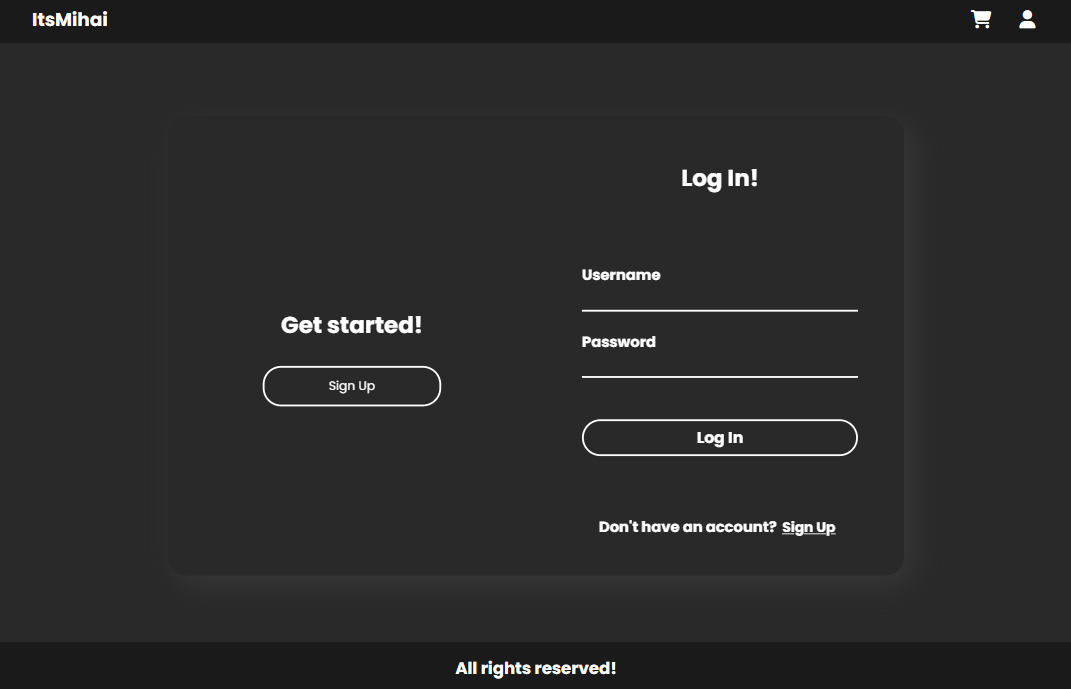 ItsMihai
Get started!
Sign Up
Log In!
Username
Password
Log In
Don't have an account? Sign Up
All rights reserved!